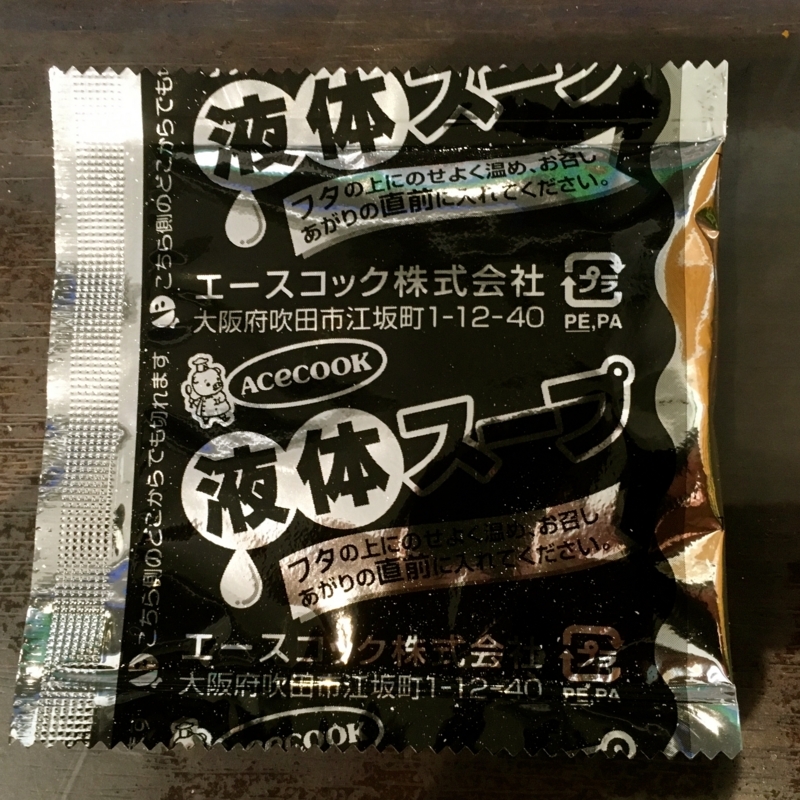 液体スープ
フタの上にのせよく温め、お召し
あがりの直前に入れてください。
エースコック株式会社
プラ
大阪府吹田市江坂町1-12-40
PE,PA
Acecook
液体スープ
フタの上にのせよく温め、お召し
あがりの直前に入れてください。
エースコック株式会社
プラ
大阪府吹田市江坂町1-12-40
PE,PA
Acecook
こちら側のどこからでも
こちら側のどこからでも切れます